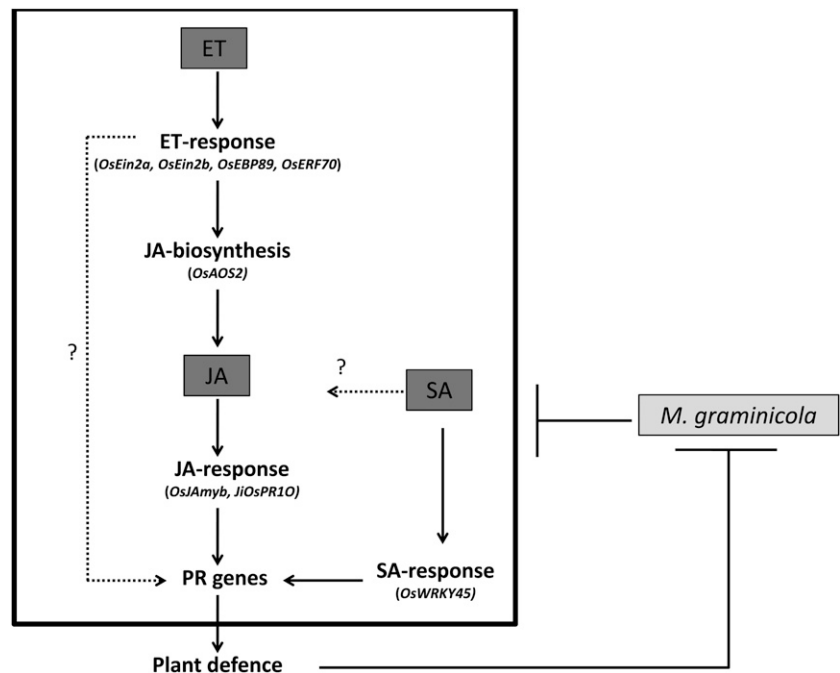 ET
ET-response
(OsEin2a, OsEin2b, OsEBP89, OsERF70)
JA-biosynthesis
(OsAOS2)
?
?
JA
SA
M. graminicola
JA-response
(OsJAmyb, JiOsPR1O)
PR genes
SA-response
(OsWRKY45)
Plant defence